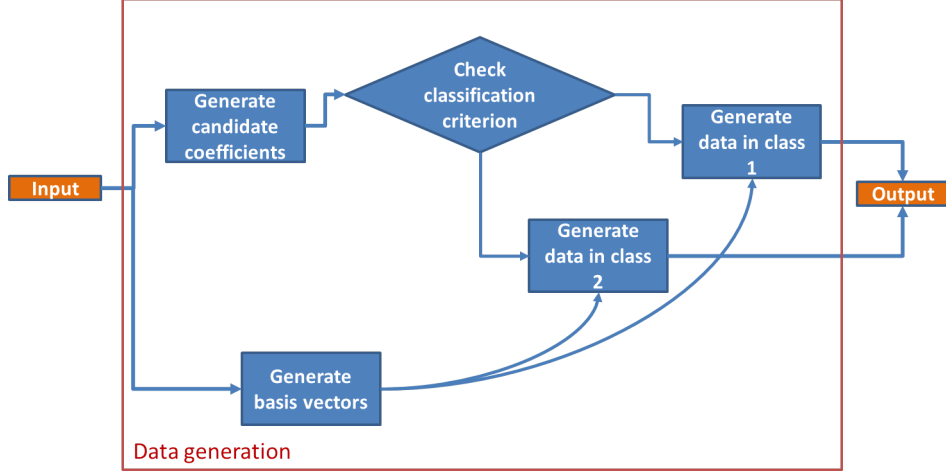 Input
Generate
candidate
coefficients
Check
classification
criterion
Generate
data in class
1
Generate
data in class
2
Output
Generate
basis vectors
Data generation